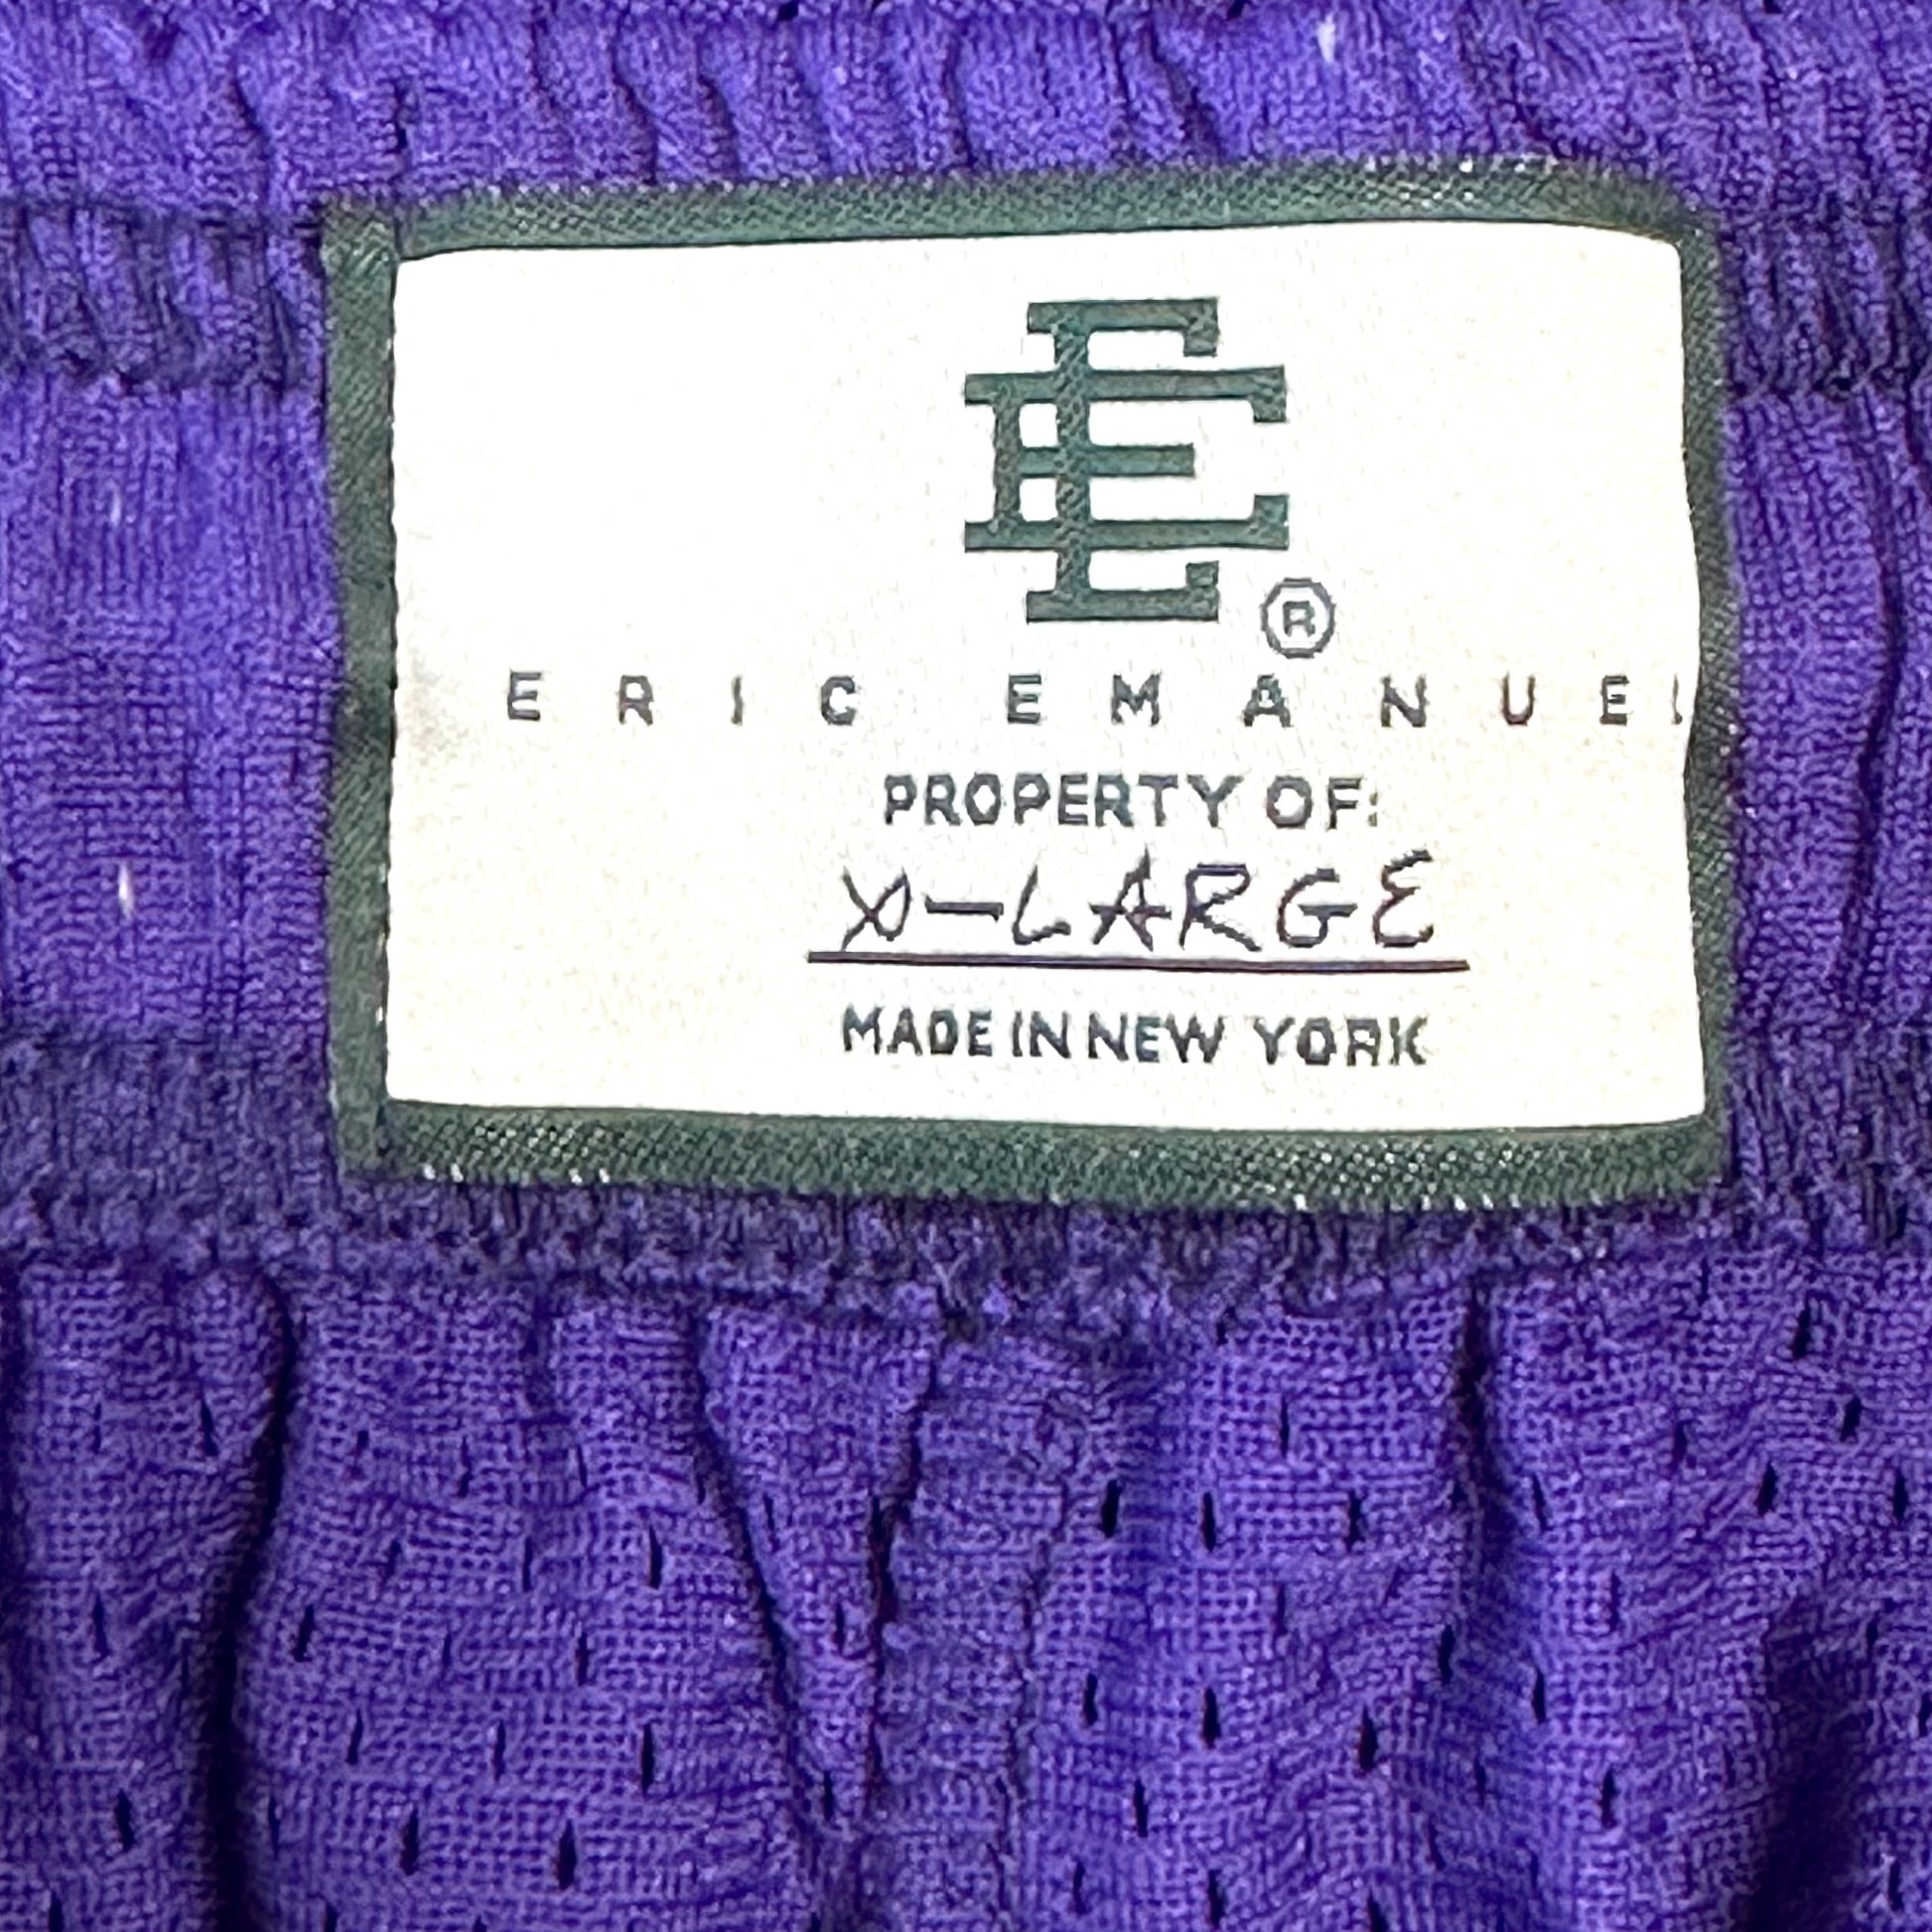 EE
®
ERIC EMANUEL
PROPERTY OF:
X-LARGE
MADE IN NEW YORK